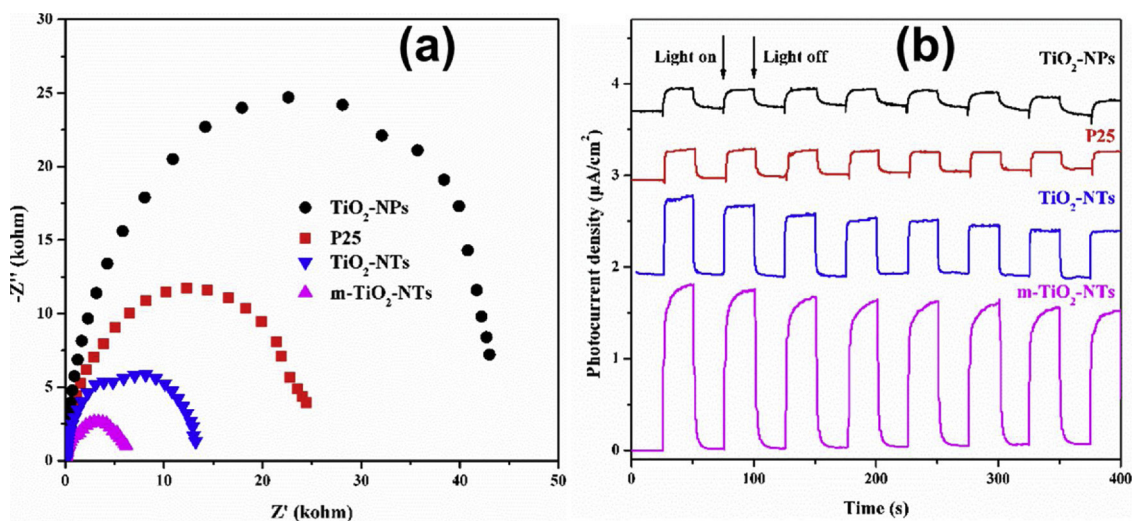 (a)
30
25
20
15
10
5
0
-Z'' (kohm)
TiO2-NPs
P25
TiO2-NTs
m-TiO2-NTs
0 10 20 30 40 50
Z' (kohm)
(b)
Light on
Light off
TiO2-NPs
P25
TiO2-NTs
m-TiO2-NTs
4
3
2
1
0
Photocurrent density (μA/cm²)
0 100 200 300 400
Time (s)